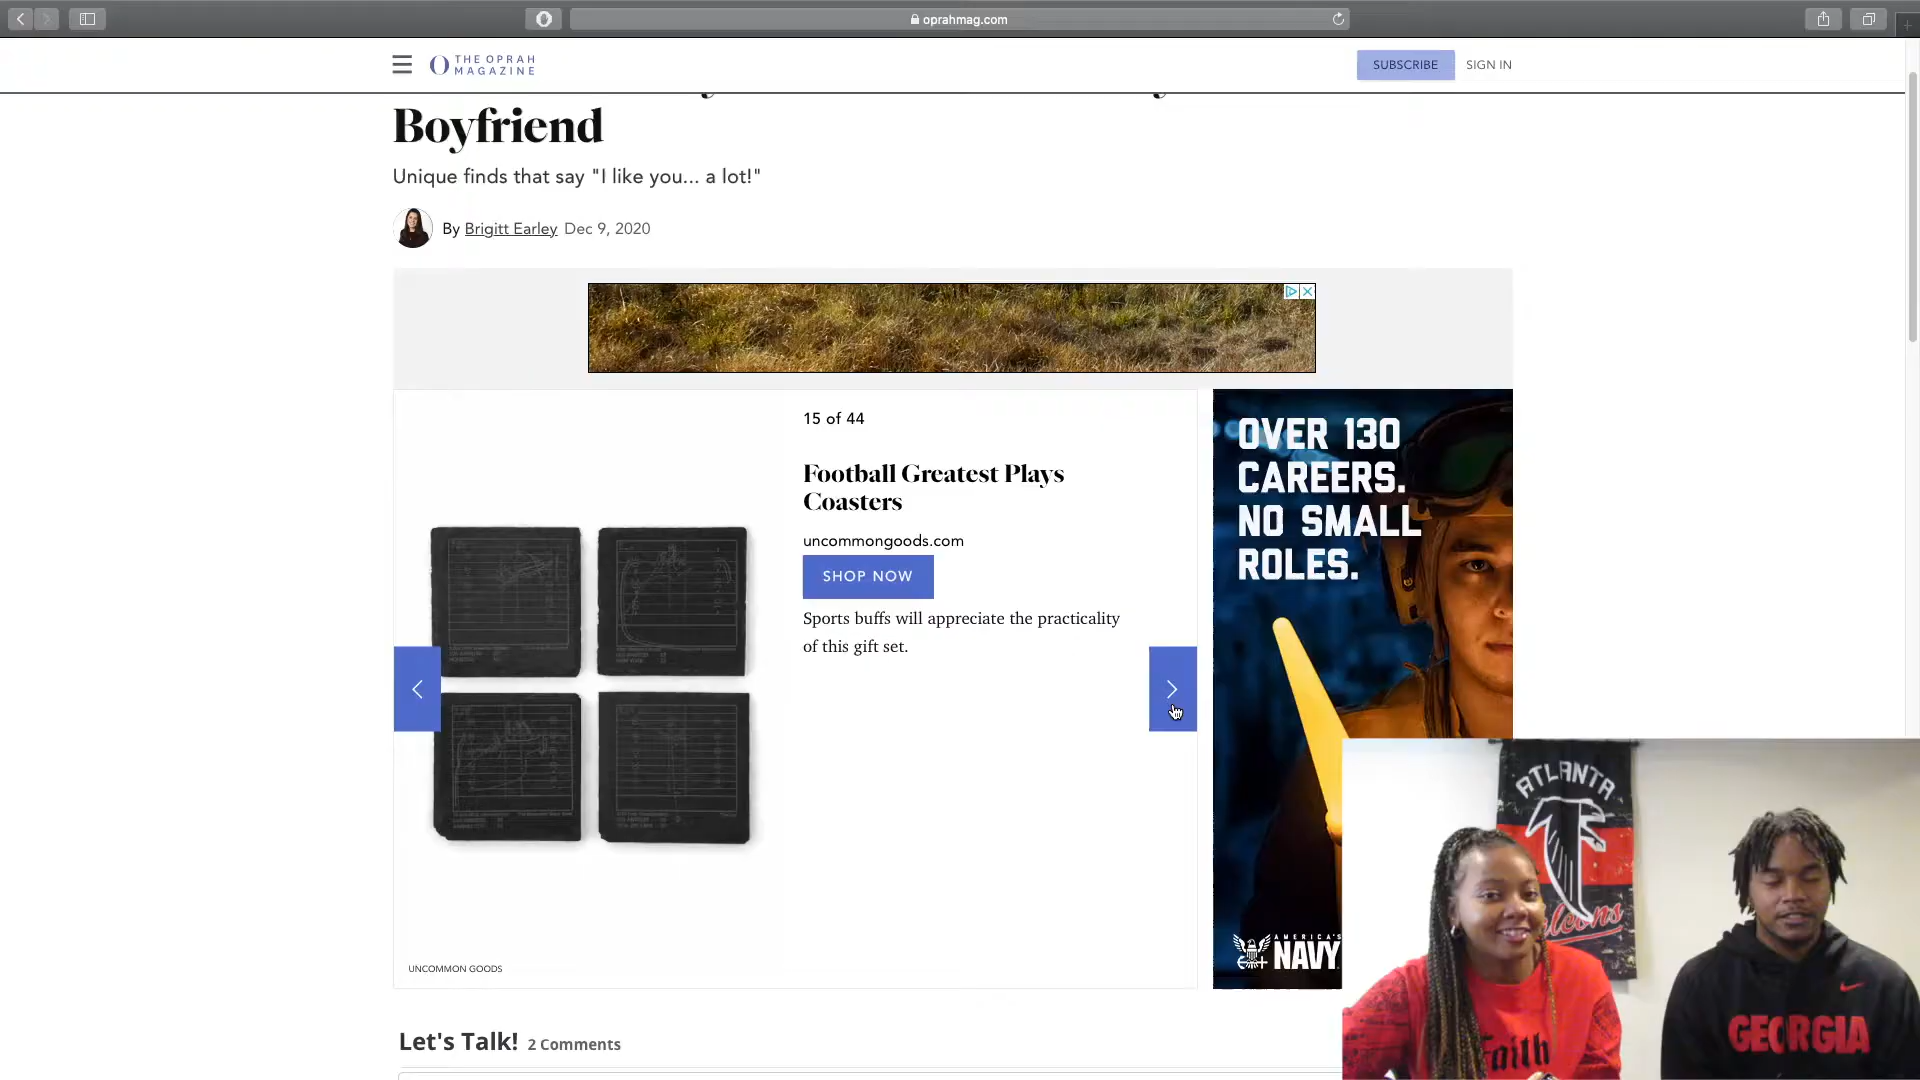 oprahmag.com
THE OPRAH
MAGAZINE
SUBSCRIBE
SIGN IN
Boyfriend
Unique finds that say "I like you... a lot!"
By Brigitt Earley Dec 9, 2020
15 of 44
Football Greatest Plays
Coasters
uncommongoods.com
SHOP NOW
Sports buffs will appreciate the practicality
of this gift set.
UNCOMMON GOODS
OVER 130
CAREERS.
NO SMALL
ROLES.
AMERICA'S
NAVY
ATLANTA
Faith
GEORGIA
Let's Talk! 2 Comments